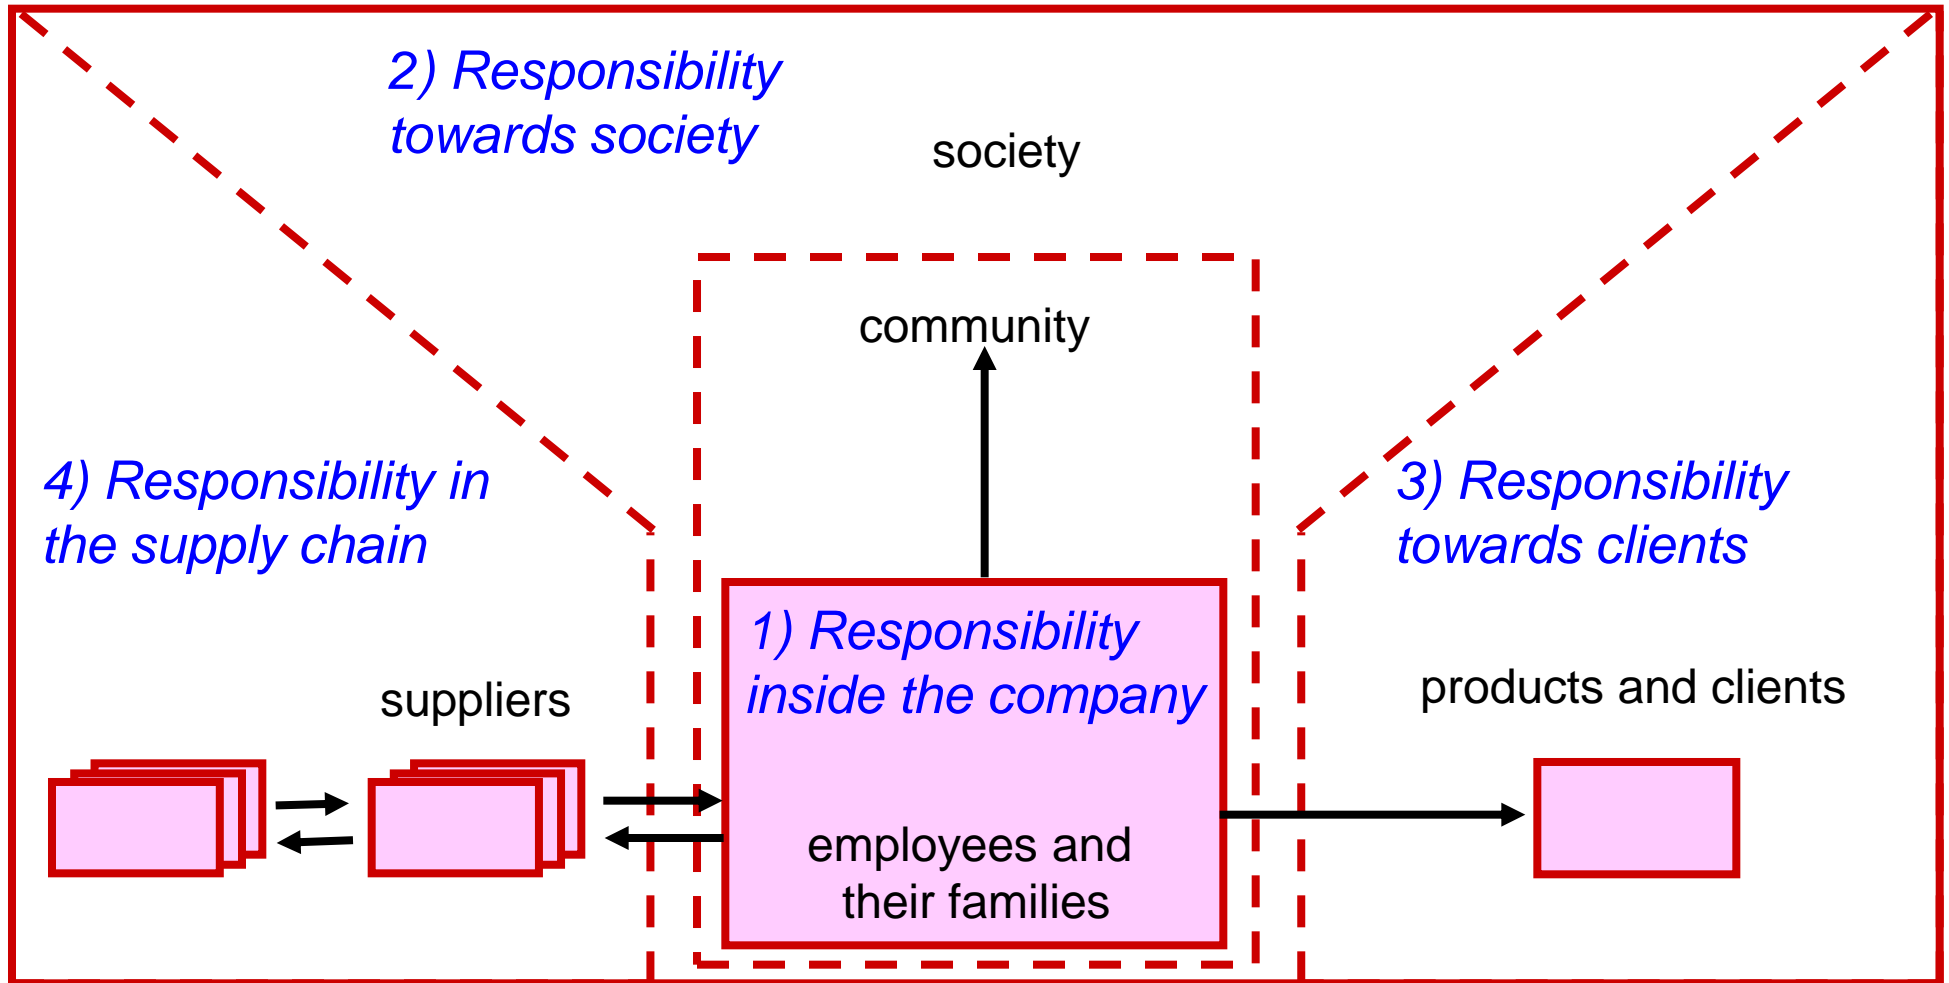 2) Responsibility
towards society
society
community
4) Responsibility in
the supply chain
3) Responsibility
towards clients
1) Responsibility
inside the company
suppliers
products and clients
employees and
their families